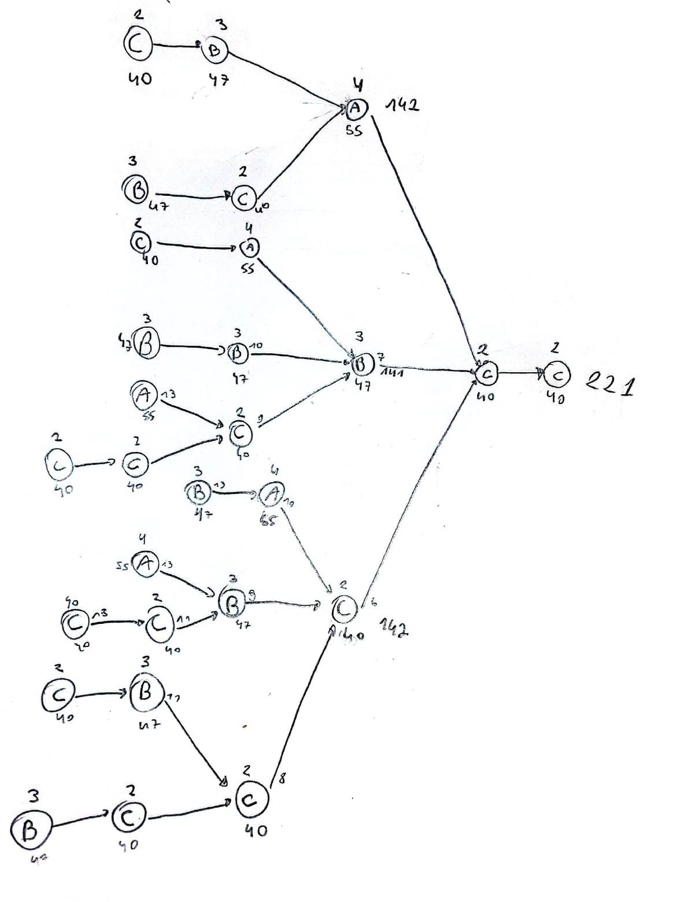 2 3
C B
40 47
4
A 142
55
3 2
B C
47 40
2 4
C A
40 55
3 3 3
B B 10 B 7
47 47 47 141
2 2
C C 221
40 40
A 13 2
55 C 9
2 2 40
C C
40 40
3 4
B 13 A 10
47 55
4
A 13 3
55 B 9
47
40 2
C 13 C 11
40 40
2
C 6
40 142
2 3
C B
40 47
2
C 8
40
3 2
B C
40